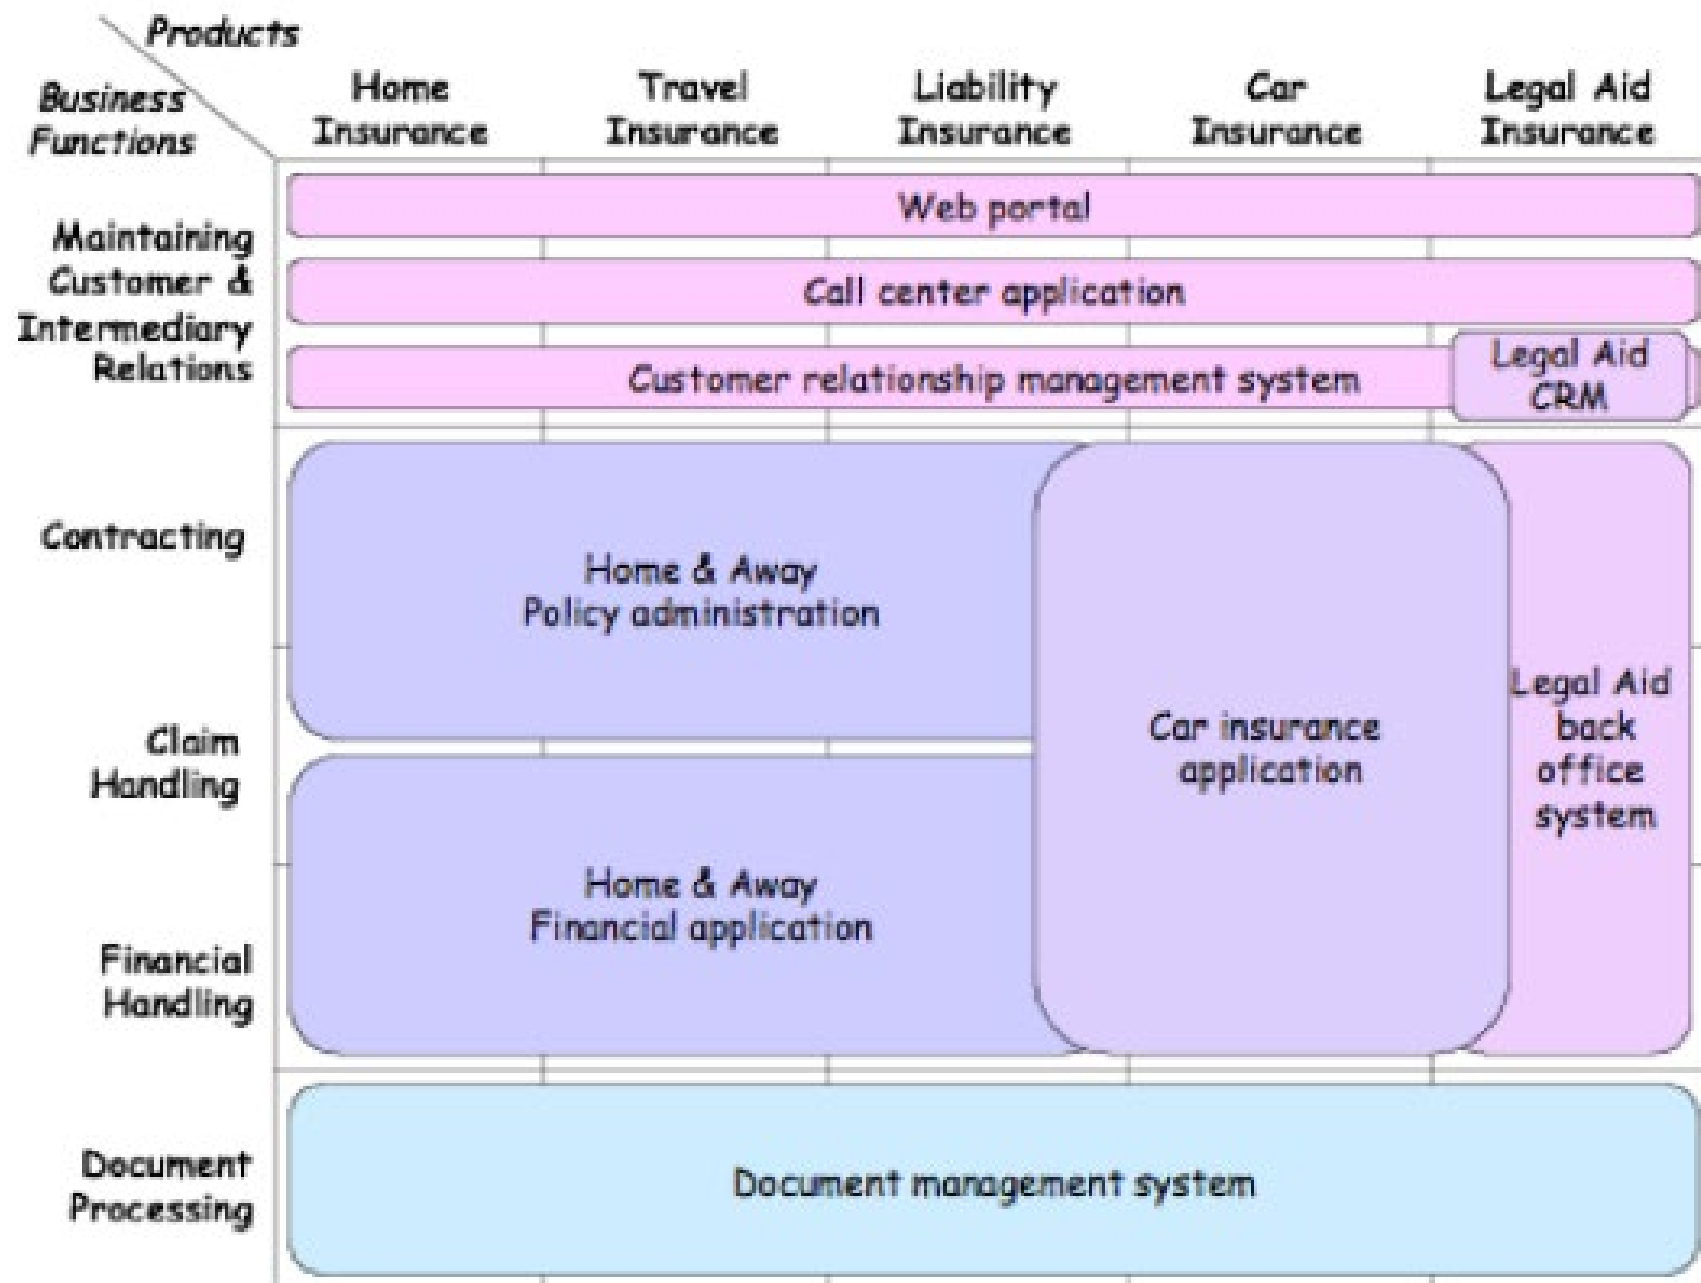 Products
Business
Functions
Home
Insurance
Travel
Insurance
Liability
Insurance
Car
Insurance
Legal Aid
Insurance
Maintaining
Customer &
Intermediary
Relations
Web portal
Call center application
Customer relationship management system
Legal Aid
CRM
Contracting
Home & Away
Policy administration
Claim
Handling
Car insurance
application
Legal Aid
back
office
system
Home & Away
Financial application
Financial
Handling
Document
Processing
Document management system